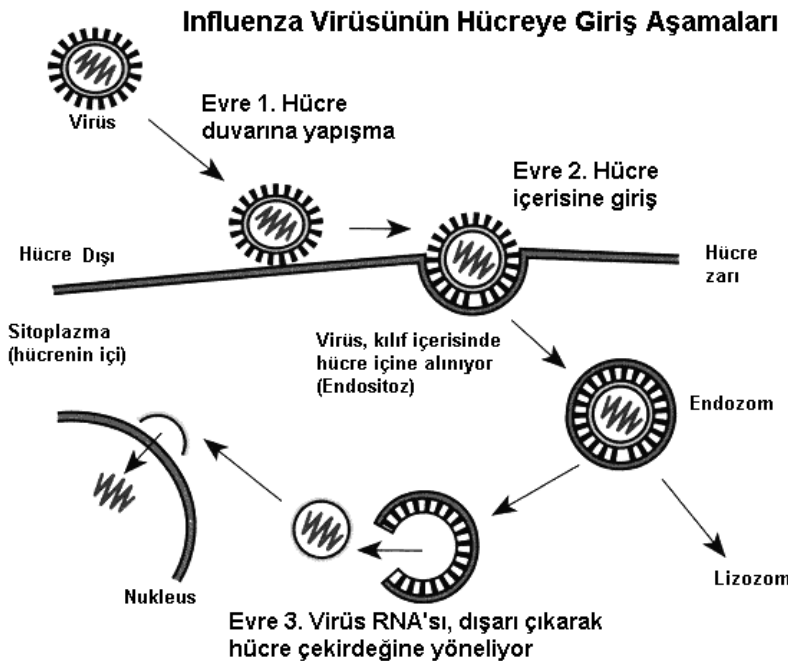 Influenza Virüsünün Hücreye Giriş Aşamaları
Virüs
Evre 1. Hücre
duvarına yapışma
Evre 2. Hücre
içerisine giriş
Hücre Dışı
Hücre
zarı
Sitoplazma
(hücrenin içi)
Virüs, kılıf içerisinde
hücre içine alınıyor
(Endositoz)
Endozom
Lizozom
Nukleus
Evre 3. Virüs RNA'sı, dışarı çıkarak
hücre çekirdeğine yöneliyor